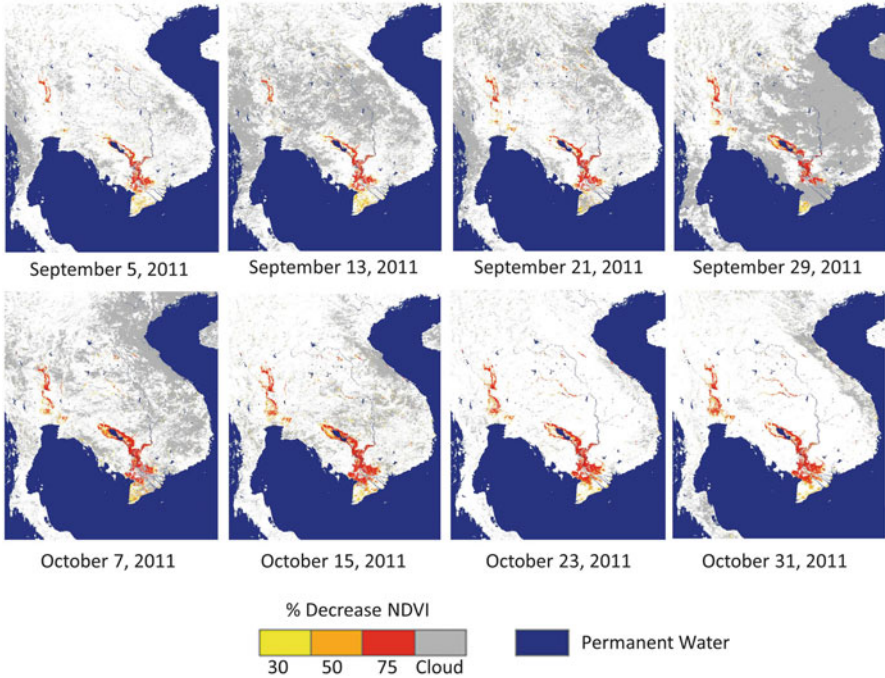 September 5, 2011
September 13, 2011
September 21, 2011
September 29, 2011
October 7, 2011
October 15, 2011
October 23, 2011
October 31, 2011
% Decrease NDVI
30 50 75 Cloud
Permanent Water